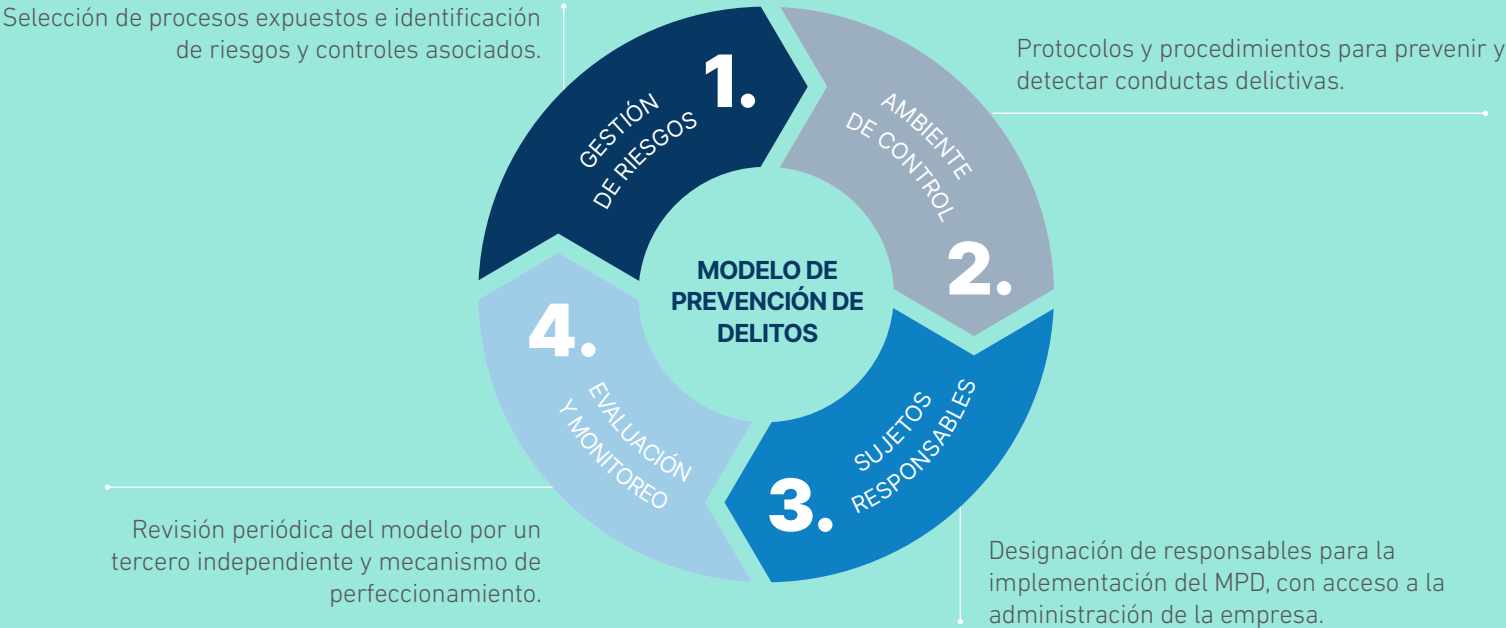 Selección de procesos expuestos e identificación
de riesgos y controles asociados.
1.
GESTIÓN
DE RIESGOS
Protocolos y procedimientos para prevenir y
detectar conductas delictivas.
AMBIENTE
DE CONTROL
2.
MODELO DE
PREVENCIÓN DE
DELITOS
3.
SUJETOS
RESPONSABLES
Designación de responsables para la
implementación del MPD, con acceso a la
administración de la empresa.
4.
EVALUACIÓN
Y MONITOREO
Revisión periódica del modelo por un
tercero independiente y mecanismo de
perfeccionamiento.